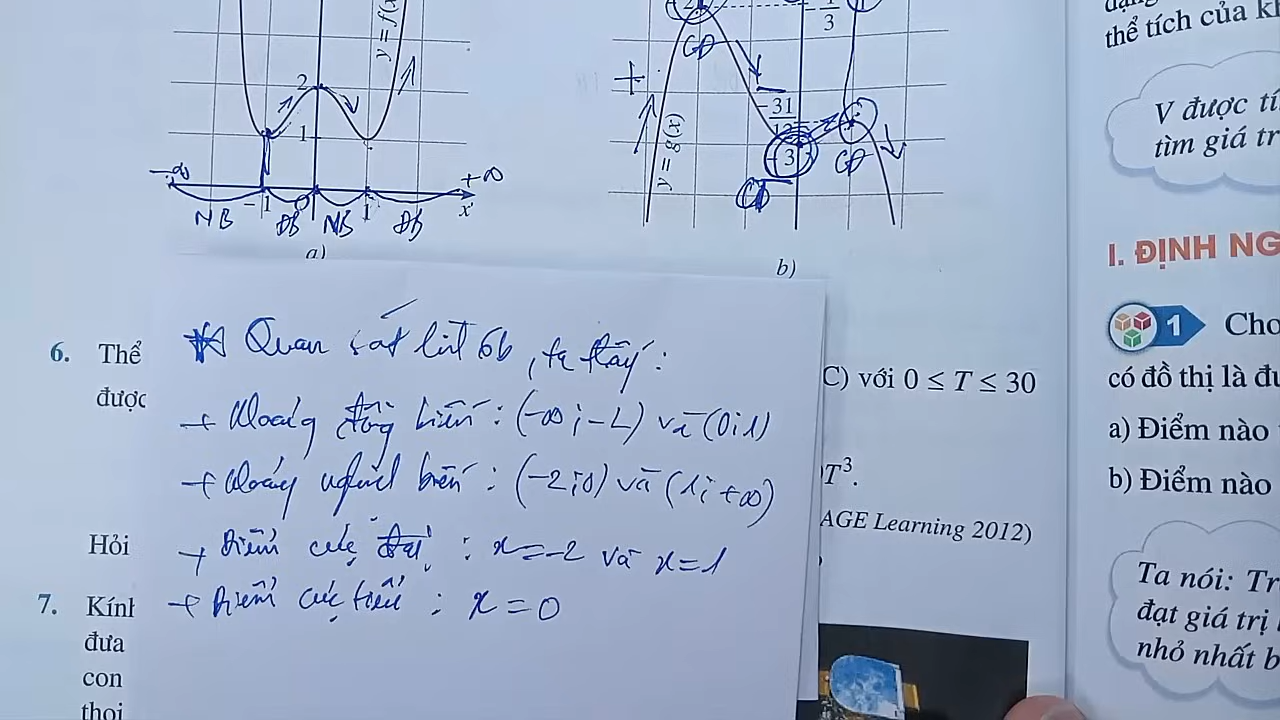 y = f(x)
2
1
-∞
+∞
-1
O
1
x
NB
ĐB
NB
ĐB
a)
2
1
3
CĐ
+
-31
y = g(x)
-3
CĐ
CT
b)
thể tích của kh
V được tí
tìm giá tr
I. ĐỊNH NG
1 Cho
có đồ thị là đu
a) Điểm nào
b) Điểm nào
Ta nói: Tr
đạt giá trị l
nhỏ nhất b
6. Thể
được
C) với 0 ≤ T ≤ 30
T³.
AGE Learning 2012)
Hỏi
7. Kính
đưa
con
thoi
* Quan sát hình 6b, ta thấy:
+ Khoảng đồng biến: (-∞; -2) và (0; 1)
+ Khoảng nghịch biến: (-2; 0) và (1; +∞)
+ Điểm cực đại: x = -2 và x = 1
+ Điểm cực tiểu: x = 0